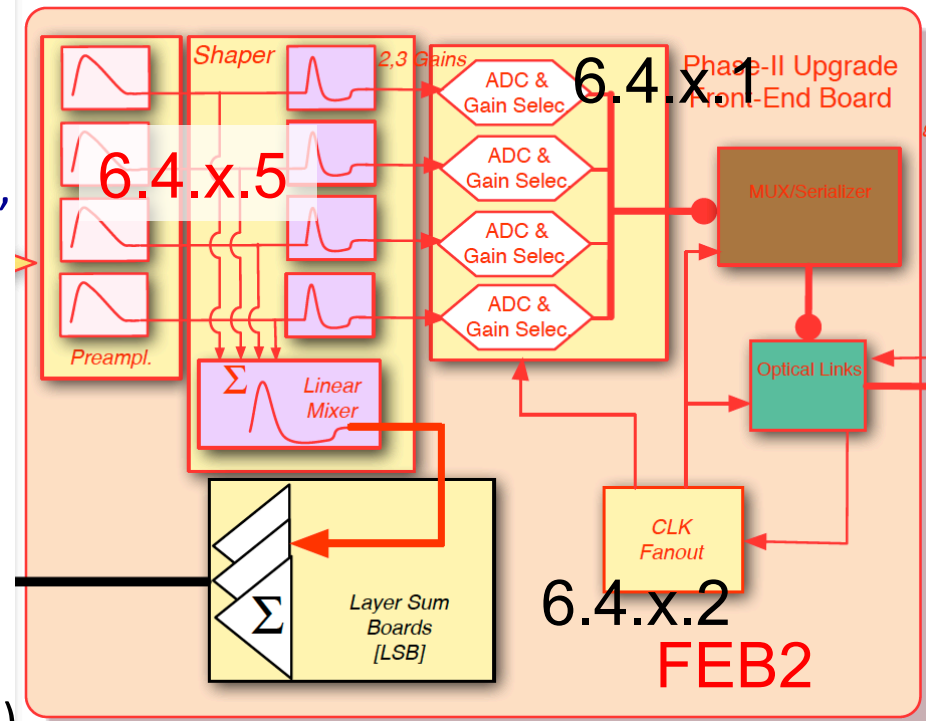 Shaper
2,3 Gains
Phase-II Upgrade
Front-End Board
6.4.x.1
ADC &
Gain Selec.
ADC &
Gain Selec.
ADC &
Gain Selec.
ADC &
Gain Selec.
MUX/Serializer
6.4.x.5
Preampl.
Σ
Linear
Mixer
Optical Links
CLK
Fanout
6.4.x.2
FEB2
Σ
Layer Sum
Boards
[LSB]
,
)